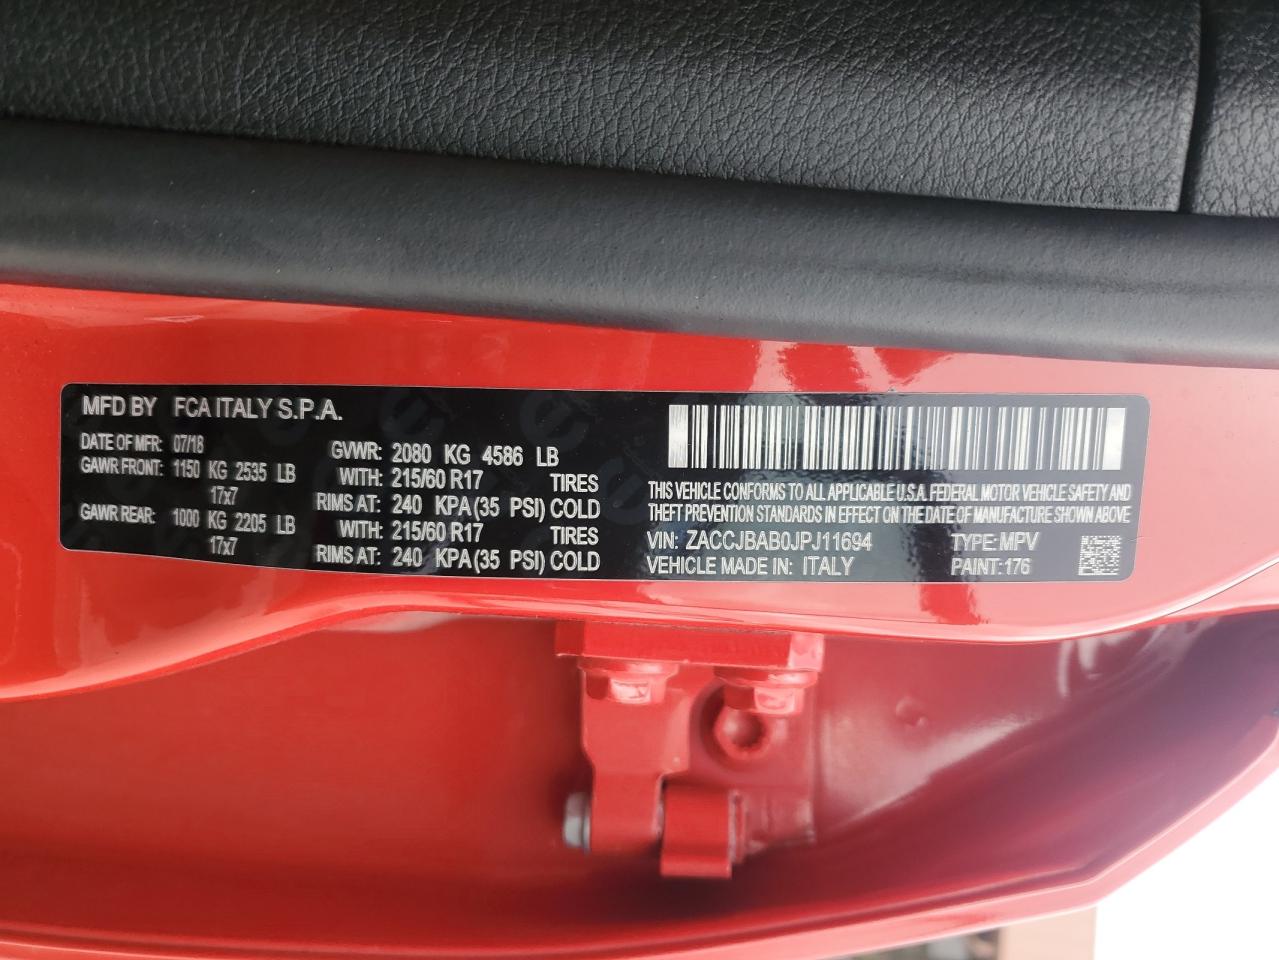 MFD BY FCA ITALY S.P.A.
DATE OF MFR: 07/18
GAWR FRONT: 1150 KG 2535 LB
17x7
GAWR REAR: 1000 KG 2205 LB
17x7
GVWR: 2080 KG 4586 LB
WITH: 215/60 R17 TIRES
RIMS AT: 240 KPA(35 PSI) COLD
WITH: 215/60 R17 TIRES
RIMS AT: 240 KPA(35 PSI) COLD
THIS VEHICLE CONFORMS TO ALL APPLICABLE U.S.A. FEDERAL MOTOR VEHICLE SAFETY AND
THEFT PREVENTION STANDARDS IN EFFECT ON THE DATE OF MANUFACTURE SHOWN ABOVE
VIN: ZACCJBAB0JPJ11694 TYPE: MPV
VEHICLE MADE IN: ITALY PAINT: 176